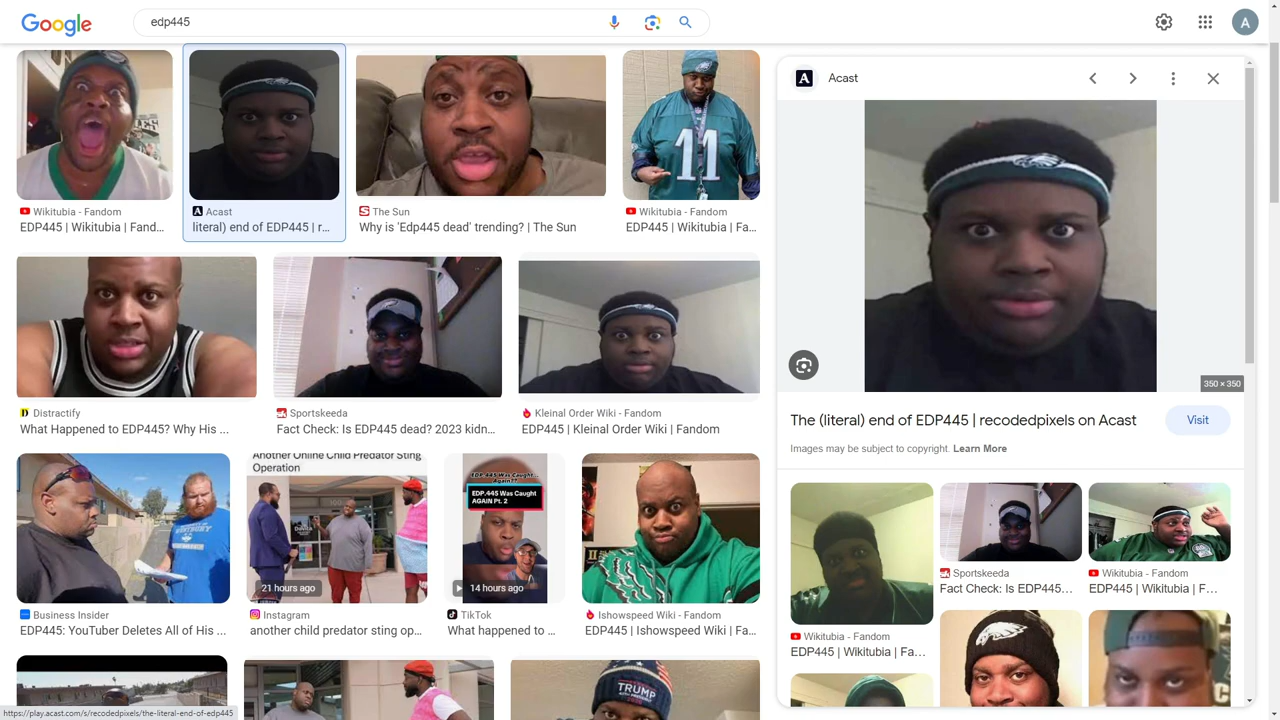 Google
edp445
A
Wikitubia - Fandom
EDP445 | Wikitubia | Fand...
Acast
literal) end of EDP445 | r...
The Sun
Why is 'Edp445 dead' trending? | The Sun
11
Wikitubia - Fandom
EDP445 | Wikitubia | Fa...
Distractify
What Happened to EDP445? Why His ...
Sportskeeda
Fact Check: Is EDP445 dead? 2023 kidn...
Kleinal Order Wiki - Fandom
EDP445 | Kleinal Order Wiki | Fandom
Business Insider
EDP445: YouTuber Deletes All of His ...
Another Online Child Predator Sting
Operation
21 hours ago
Instagram
another child predator sting op...
EDP.445 Was Caught
AGAIN Pt. 2
14 hours ago
TikTok
What happened to ...
Ishowspeed Wiki - Fandom
EDP445 | Ishowspeed Wiki | Fa...
TRUMP
https://play.acast.com/s/recodedpixels/the-literal-end-of-edp445
A
Acast
350 × 350
The (literal) end of EDP445 | recodedpixels on Acast
Visit
Images may be subject to copyright. Learn More
Wikitubia - Fandom
EDP445 | Wikitubia | Fa...
Sportskeeda
Fact Check: Is EDP445...
Wikitubia - Fandom
EDP445 | Wikitubia | F...